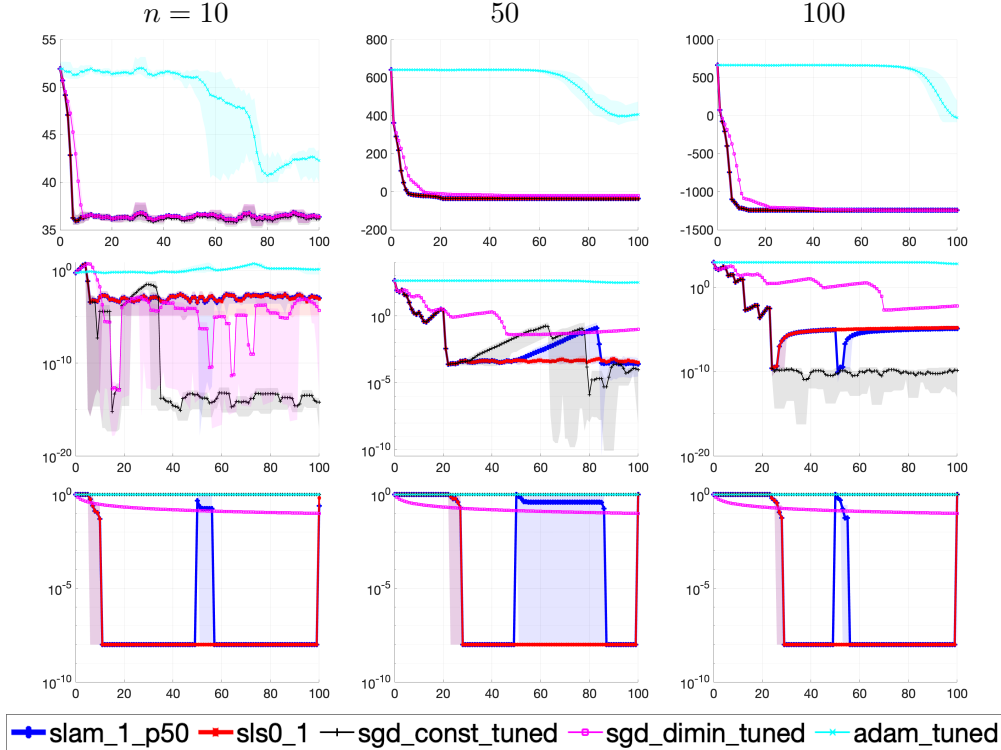 n = 10 50 100
55 800 1000
50 600 500
400 0
45 200 -500
40 0 -1000
35 -200 -1500
0 20 40 60 80 100 0 20 40 60 80 100 0 20 40 60 80 100
10^0 10^0 10^0
10^-10 10^-5 10^-10
10^-20 10^-10 10^-20
0 20 40 60 80 100 0 20 40 60 80 100 0 20 40 60 80 100
10^0 10^0 10^0
10^-5 10^-5 10^-5
10^-10 10^-10 10^-10
0 20 40 60 80 100 0 20 40 60 80 100 0 20 40 60 80 100
slam_1_p50 sls0_1 sgd_const_tuned sgd_dimin_tuned adam_tuned